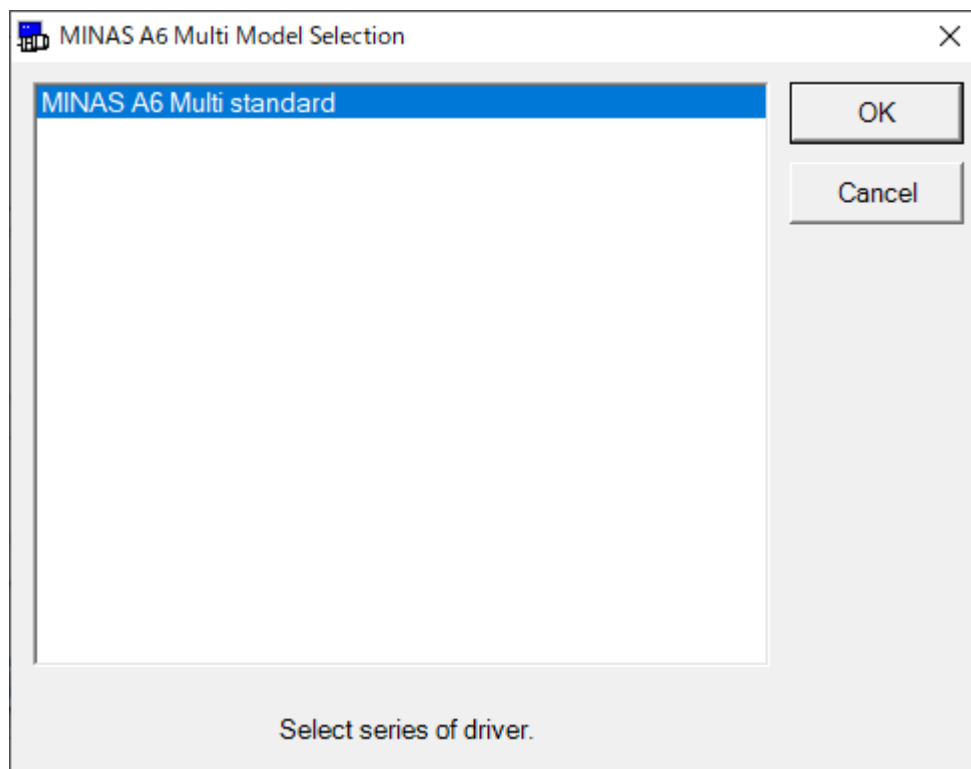 MINAS A6 Multi Model Selection
MINAS A6 Multi standard
OK
Cancel
Select series of driver.